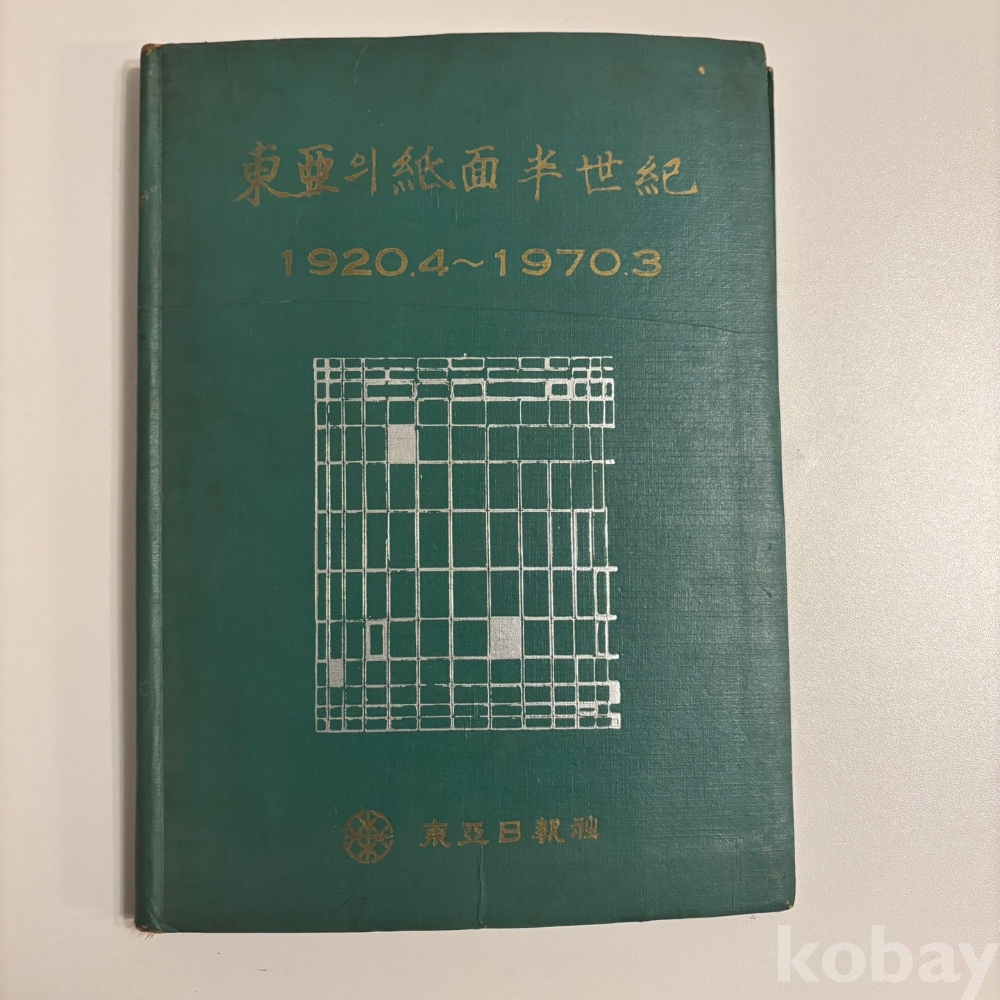 東亞의 紙面 半世紀
1920.4~1970.3
東亞日報社
kobay